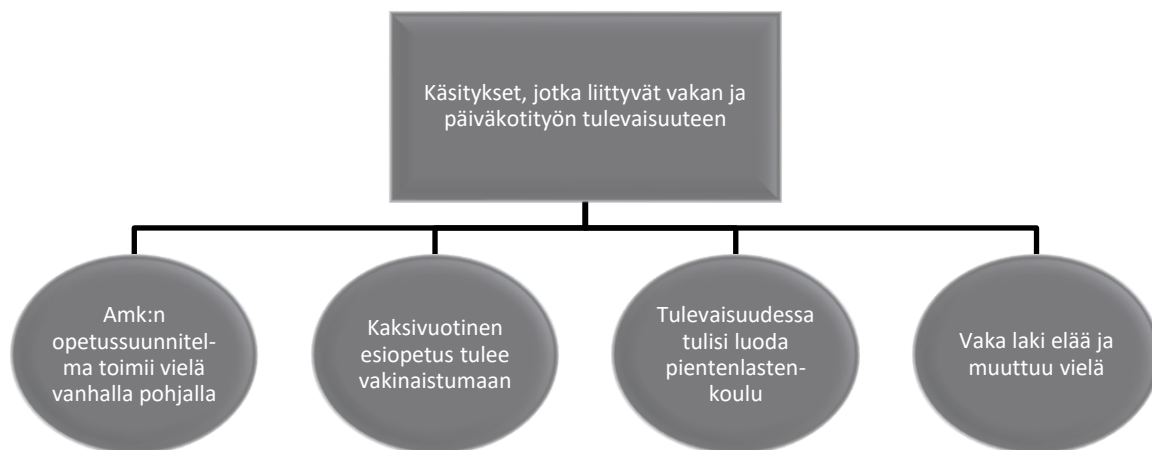 Käsitykset, jotka liittyvät vakan ja
päiväkotityön tulevaisuuteen
Amk:n
opetussuunnitel-
ma toimii vielä
vanhalla pohjalla
Kaksivuotinen
esiopetus tulee
vakinaistumaan
Tulevaisuudessa
tulisi luoda
pientenlasten-
koulu
Vaka laki elää ja
muuttuu vielä